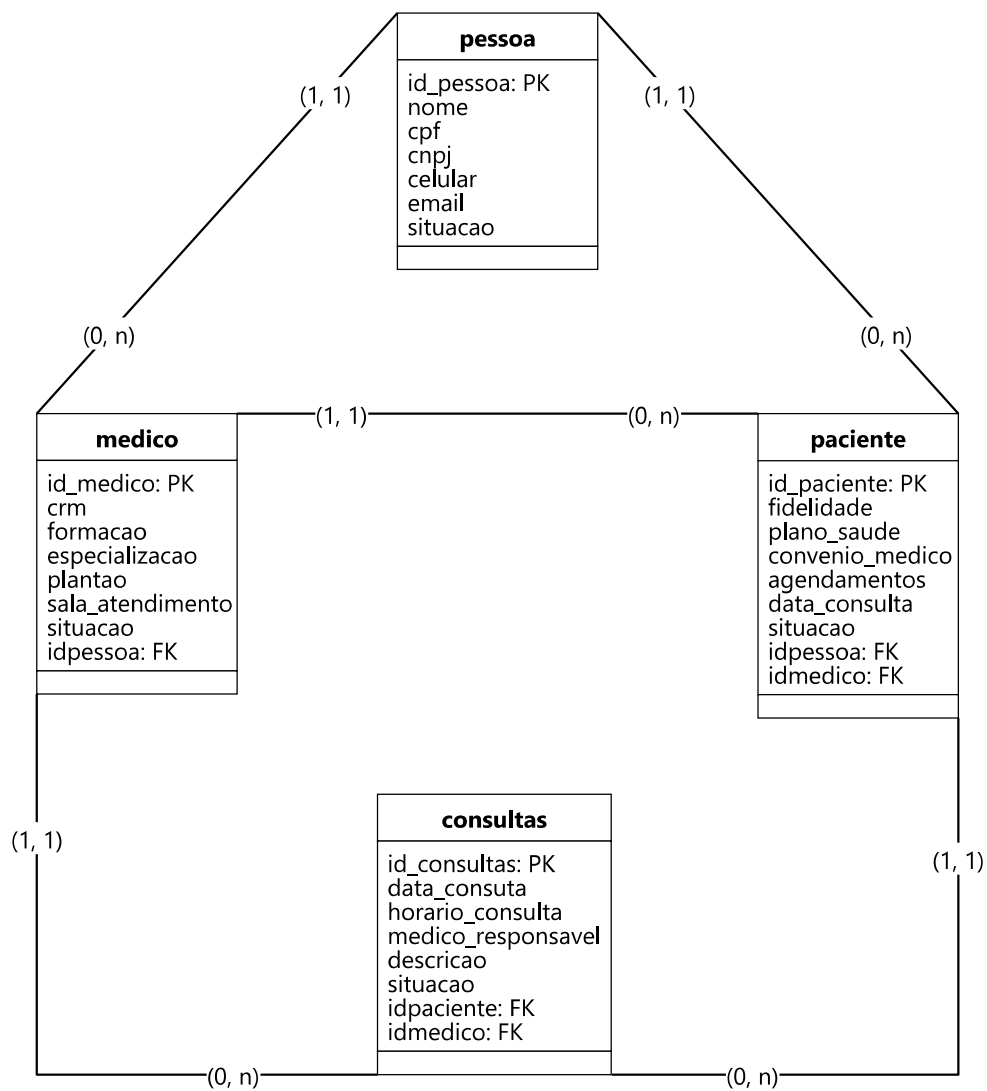 pessoa
id_pessoa: PK
nome
cpf
cnpj
celular
email
situacao
(1, 1)
(1, 1)
(0, n)
(0, n)
(1, 1)
(0, n)
medico
id_medico: PK
crm
formacao
especializacao
plantao
sala_atendimento
situacao
idpessoa: FK
paciente
id_paciente: PK
fidelidade
plano_saude
convenio_medico
agendamentos
data_consulta
situacao
idpessoa: FK
idmedico: FK
(1, 1)
(1, 1)
consultas
id_consultas: PK
data_consuta
horario_consulta
medico_responsavel
descricao
situacao
idpaciente: FK
idmedico: FK
(0, n)
(0, n)